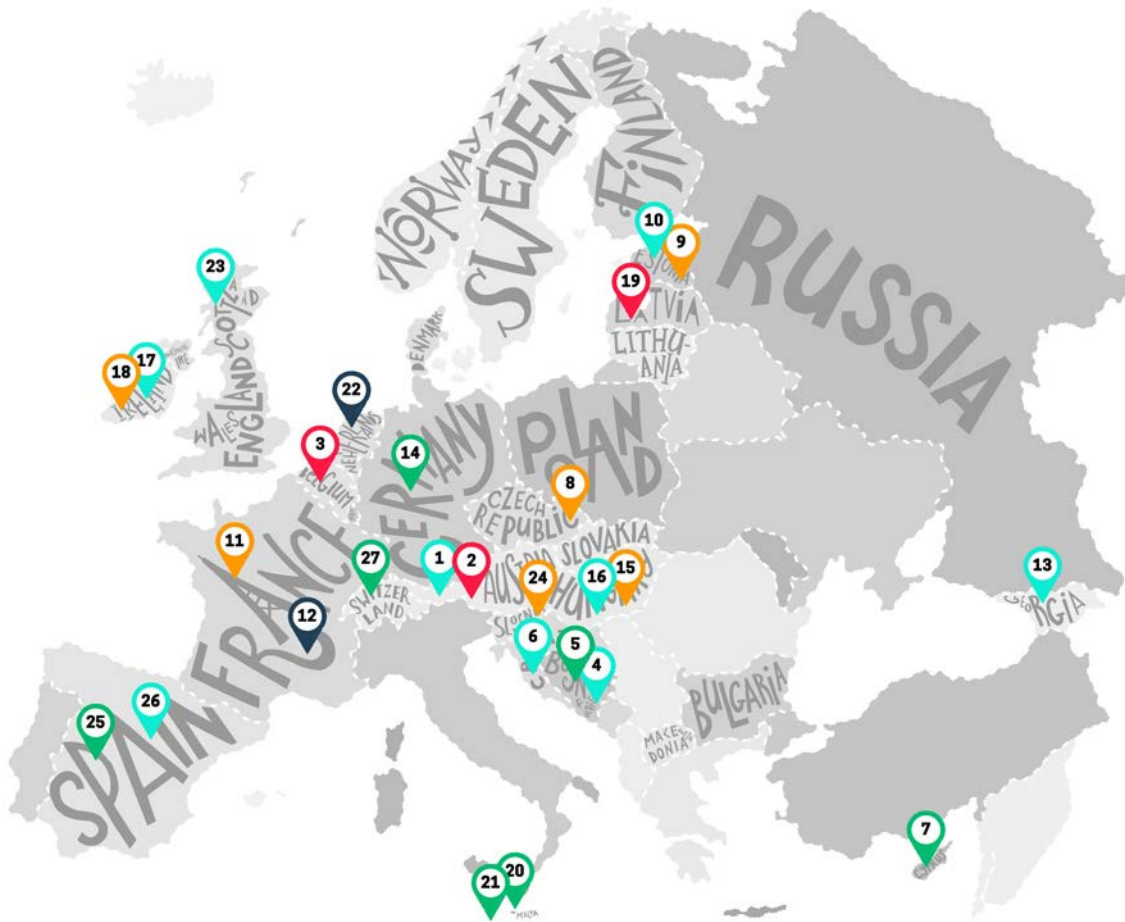 NORWAY
SWEDEN
FINLAND
RUSSIA
10
9
ESTONIA
23
19
LATVIA
LITHU-
ANIA
SCOTLAND
DENMARK
18
17
IRELAND
22
WALES
ENGLAND
3
BELGIUM
14
GERMANY
POLAND
8
CZECH
REPUBLIC
11
FRANCE
27
1
2
AUSTRIA
SLOVAKIA
24
16
15
HUNGARY
13
GEORGIA
SWITZER
LAND
12
6
5
4
26
25
SPAIN
BULGARIA
MACE
DONIA
7
CYPRUS
21
20
MALTA